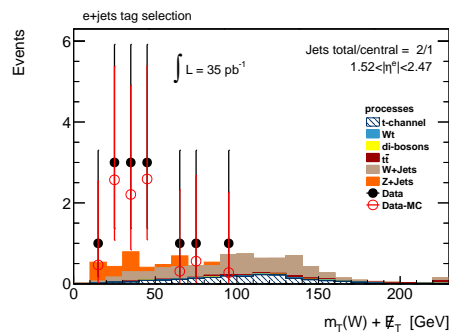 e+jets tag selection
Events
6
4
2
0
∫ L = 35 pb⁻¹
Jets total/central = 2/1
1.52<|ηᵉ|<2.47
processes
t-channel
Wt
di-bosons
tt̄
W+Jets
Z+Jets
Data
Data-MC
0 50 100 150 200
m_T(W) + E̸_T [GeV]